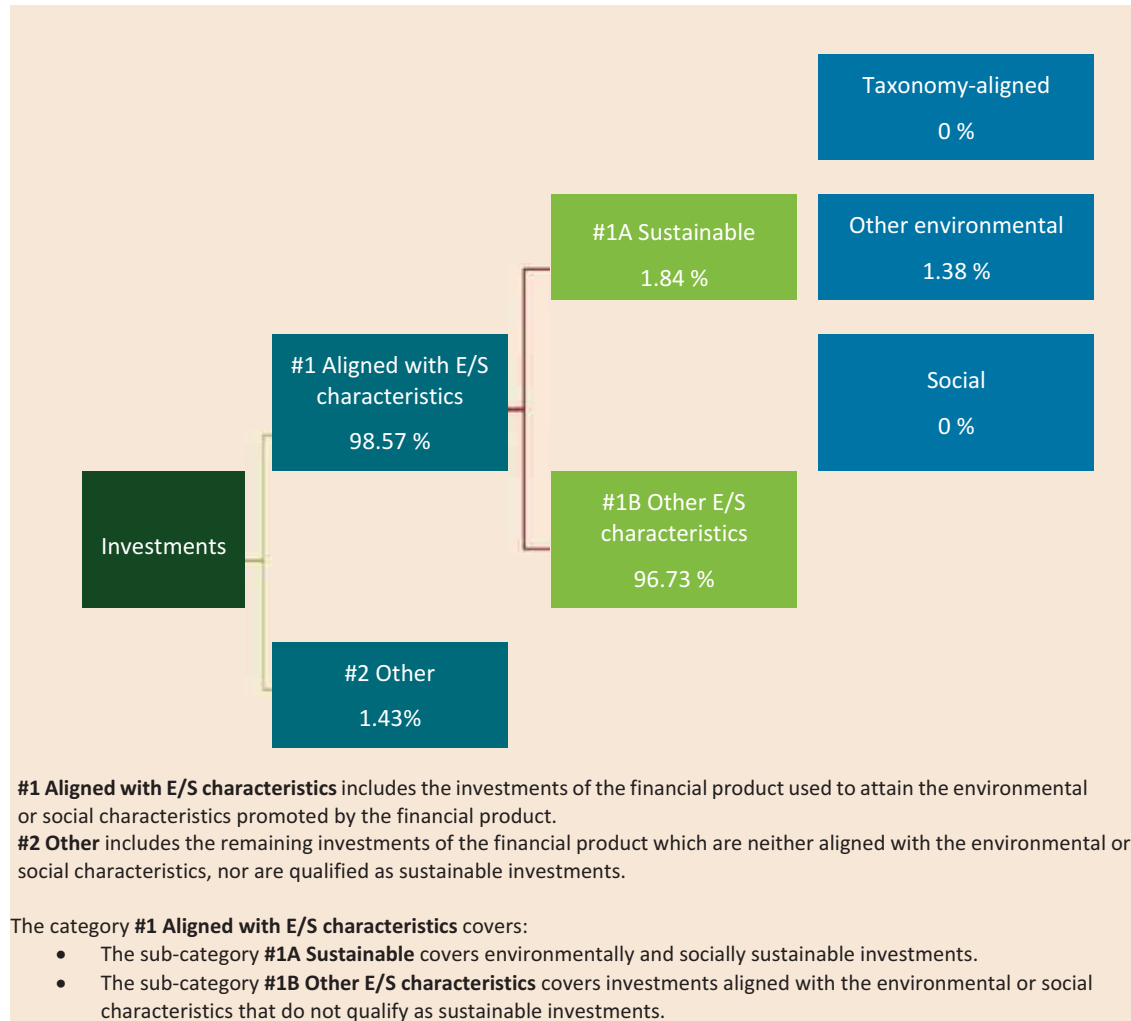 Taxonomy-aligned
0 %
#1A Sustainable
1.84 %
Other environmental
1.38 %
#1 Aligned with E/S
characteristics
98.57 %
Social
0 %
Investments
#1B Other E/S
characteristics
96.73 %
#2 Other
1.43%
#1 Aligned with E/S characteristics includes the investments of the financial product used to attain the environmental
or social characteristics promoted by the financial product.
#2 Other includes the remaining investments of the financial product which are neither aligned with the environmental or
social characteristics, nor are qualified as sustainable investments.
The category #1 Aligned with E/S characteristics covers:
• The sub-category #1A Sustainable covers environmentally and socially sustainable investments.
• The sub-category #1B Other E/S characteristics covers investments aligned with the environmental or social
characteristics that do not qualify as sustainable investments.